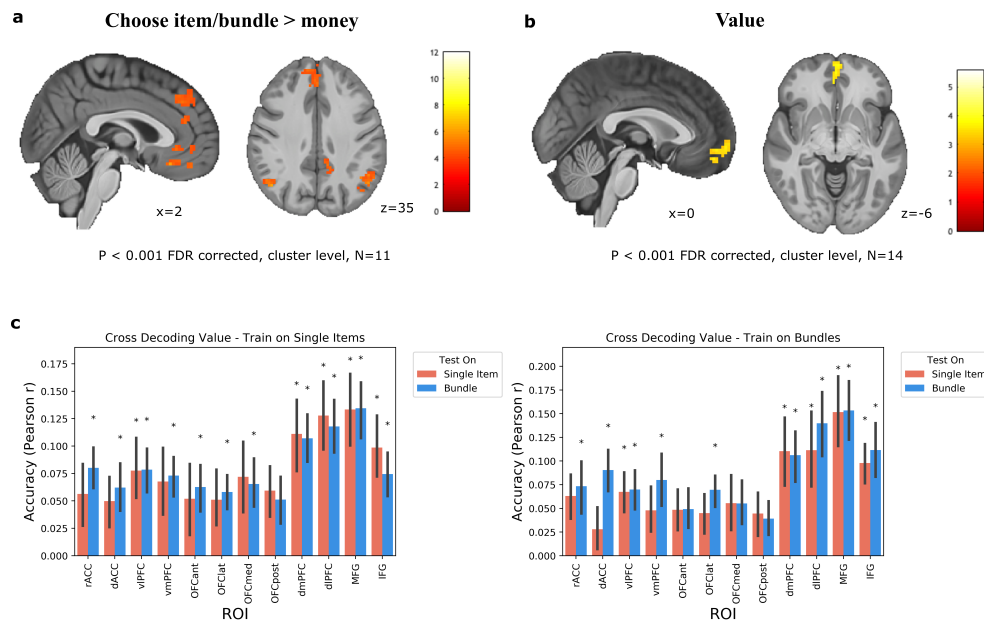 a
Choose item/bundle > money
12
10
8
6
4
2
0
x=2
z=35
P < 0.001 FDR corrected, cluster level, N=11
b
Value
5
4
3
2
1
0
x=0
z=-6
P < 0.001 FDR corrected, cluster level, N=14
c
Cross Decoding Value - Train on Single Items
Accuracy (Pearson r)
0.175
0.150
0.125
0.100
0.075
0.050
0.025
0.000
* * * * * * * * * * * * * * * *
rACC
dACC
vlPFC
vmPFC
OFCant
OFClat
OFCmed
OFCpost
dmPFC
dlPFC
MFG
IFG
ROI
Test On
Single Item
Bundle
Cross Decoding Value - Train on Bundles
Accuracy (Pearson r)
0.200
0.175
0.150
0.125
0.100
0.075
0.050
0.025
0.000
* * * * * * * * * * * * * *
rACC
dACC
vlPFC
vmPFC
OFCant
OFClat
OFCmed
OFCpost
dmPFC
dlPFC
MFG
IFG
ROI
Test On
Single Item
Bundle